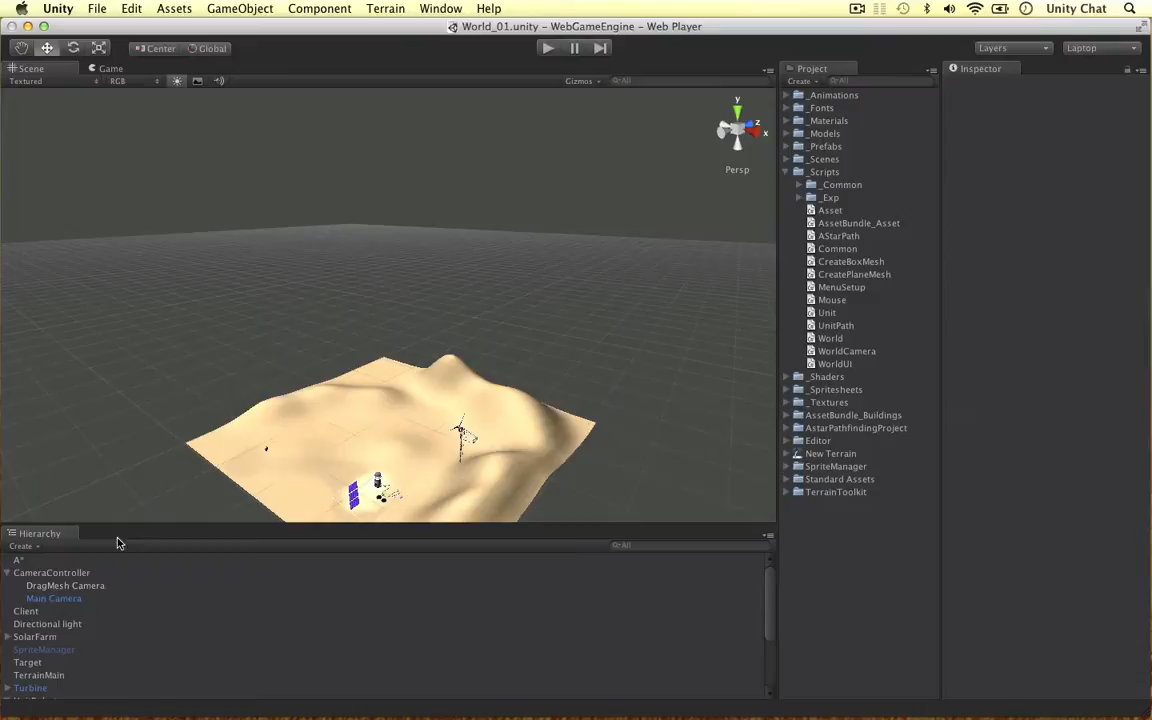 Unity File Edit Assets GameObject Component Terrain Window Help Unity Chat
World_01.unity – WebGameEngine – Web Player
Center Global Layers Laptop
Scene Game
Textured RGB Gizmos All
y
z
x
Persp
Hierarchy
Create All
A*
CameraController
DragMesh Camera
Main Camera
Client
Directional light
SolarFarm
SpriteManager
Target
TerrainMain
Turbine
Project
Create All
_Animations
_Fonts
_Materials
_Models
_Prefabs
_Scenes
_Scripts
_Common
_Exp
Asset
AssetBundle_Asset
AStarPath
Common
CreateBoxMesh
CreatePlaneMesh
MenuSetup
Mouse
Unit
UnitPath
World
WorldCamera
WorldUI
_Shaders
_Spritesheets
_Textures
AssetBundle_Buildings
AstarPathfindingProject
Editor
New Terrain
SpriteManager
Standard Assets
TerrainToolkit
Inspector